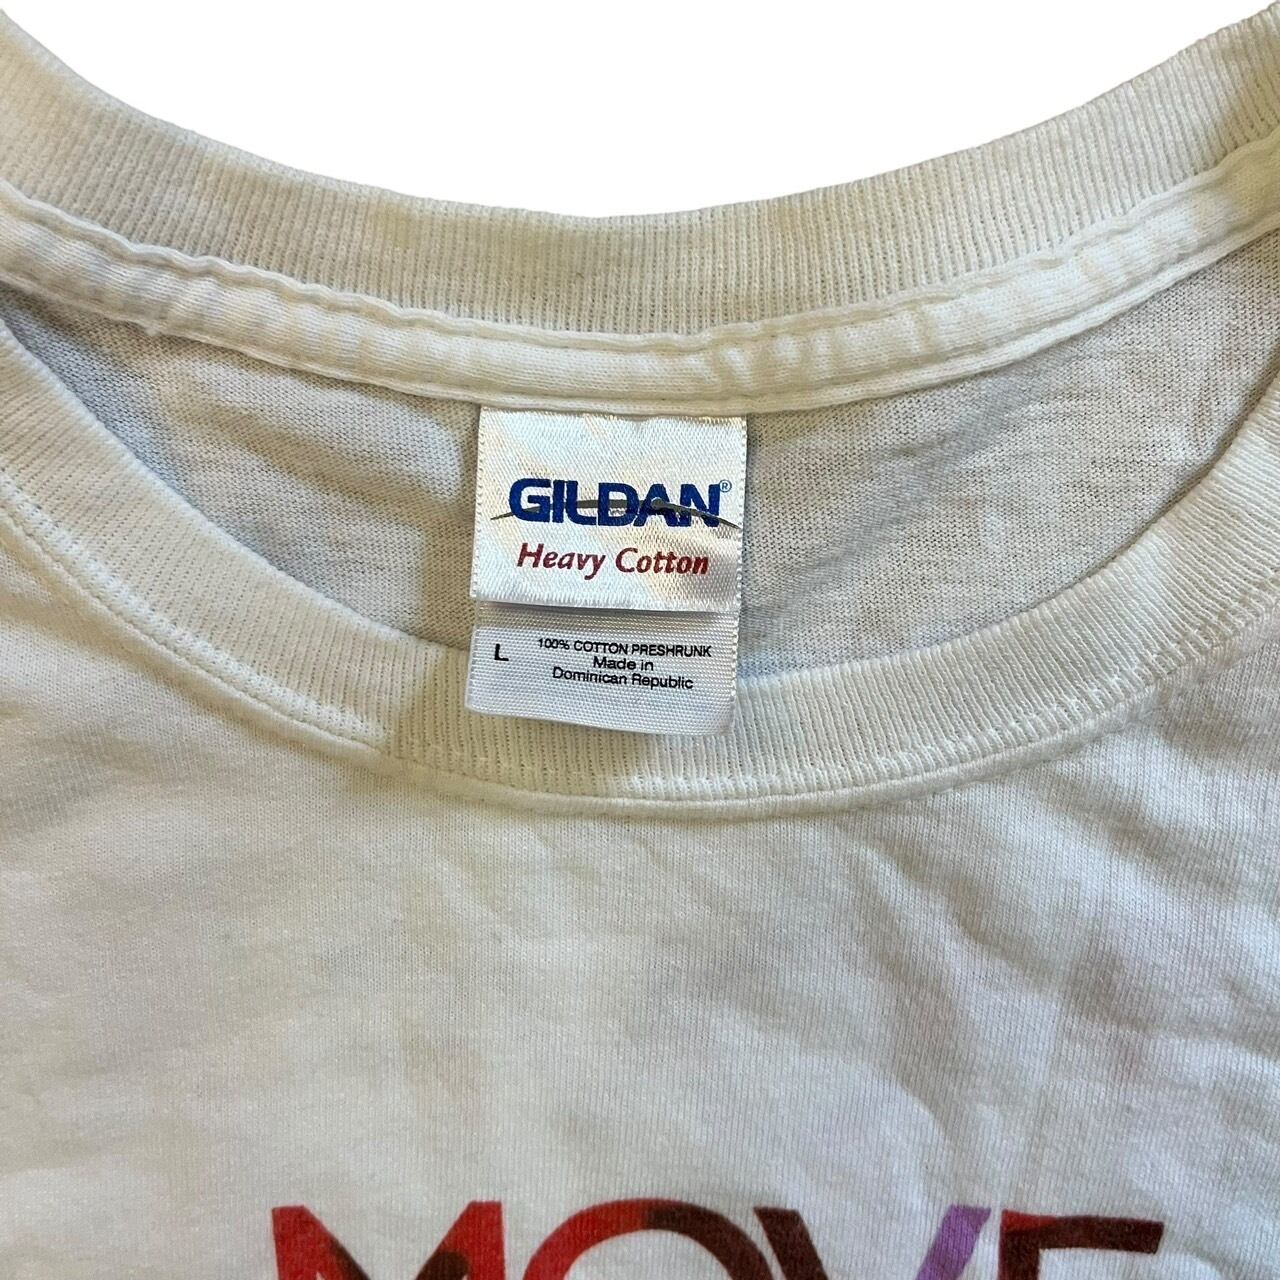 GILDAN®
Heavy Cotton
L
100% COTTON PRESHRUNK
Made in
Dominican Republic
MOVE